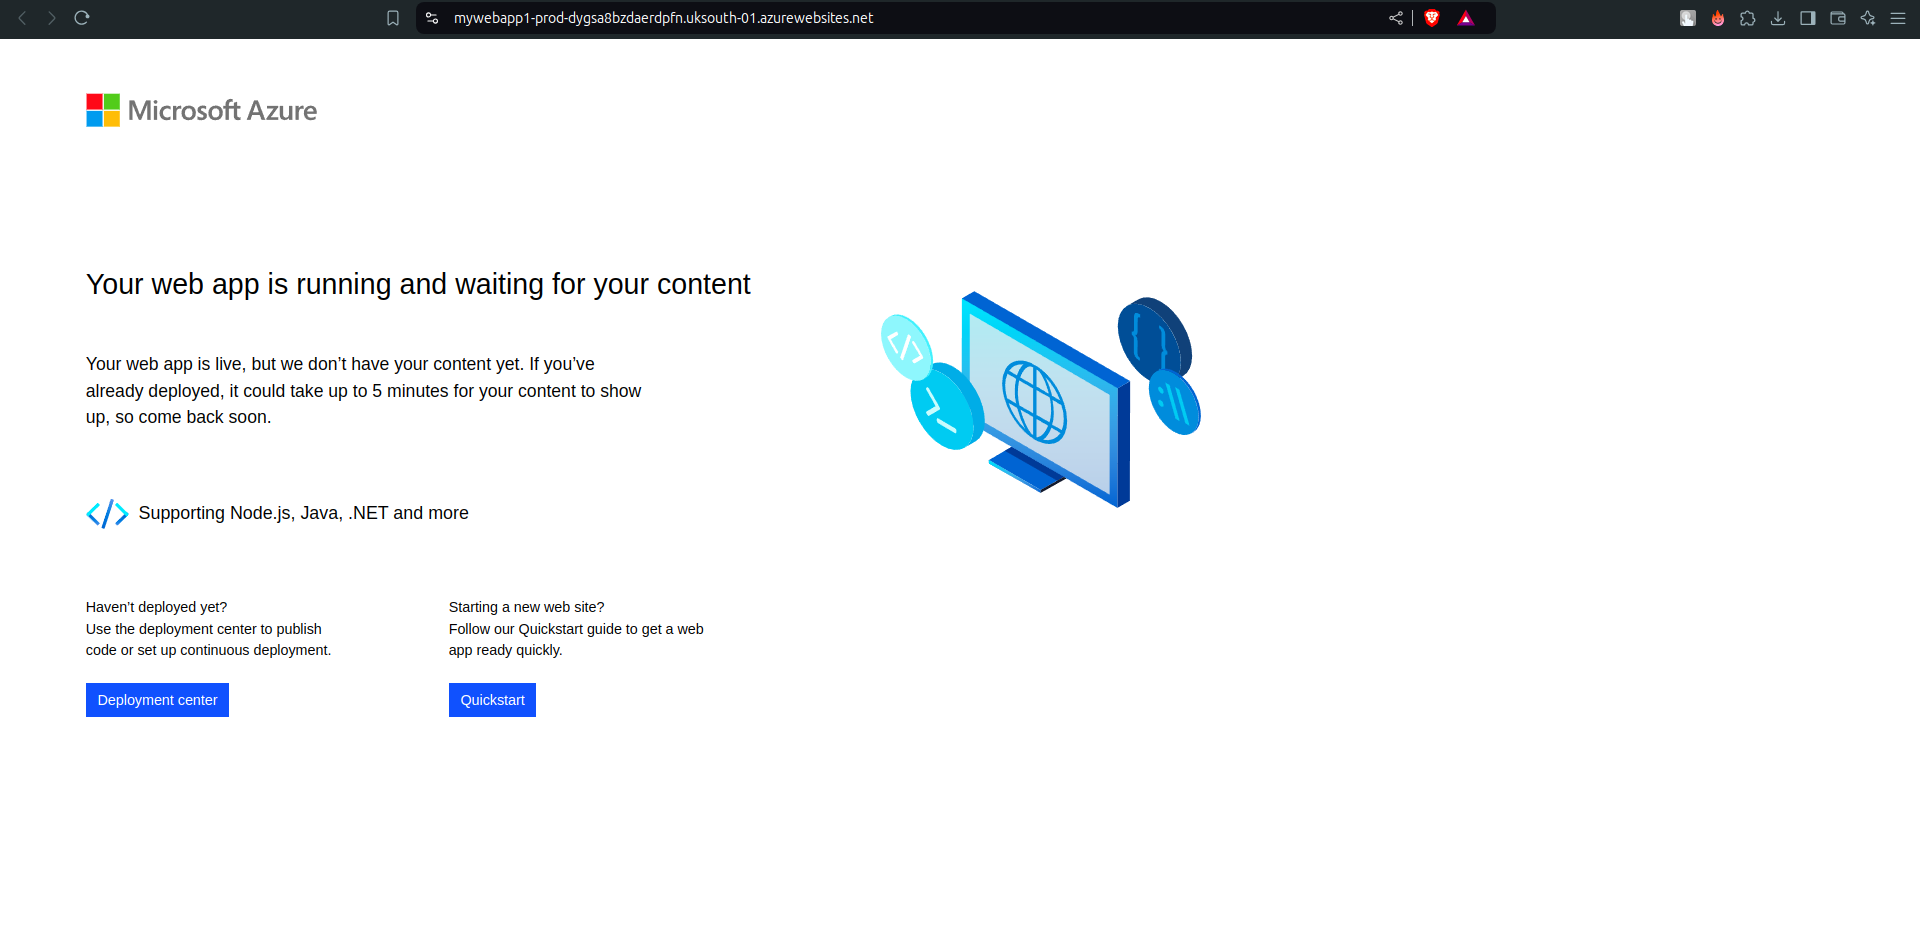 mywebapp1-prod-dygsa8bzdaerdpfn.uksouth-01.azurewebsites.net
Microsoft Azure
Your web app is running and waiting for your content
Your web app is live, but we don’t have your content yet. If you’ve
already deployed, it could take up to 5 minutes for your content to show
up, so come back soon.
Supporting Node.js, Java, .NET and more
Haven’t deployed yet?
Use the deployment center to publish
code or set up continuous deployment.
Deployment center
Starting a new web site?
Follow our Quickstart guide to get a web
app ready quickly.
Quickstart